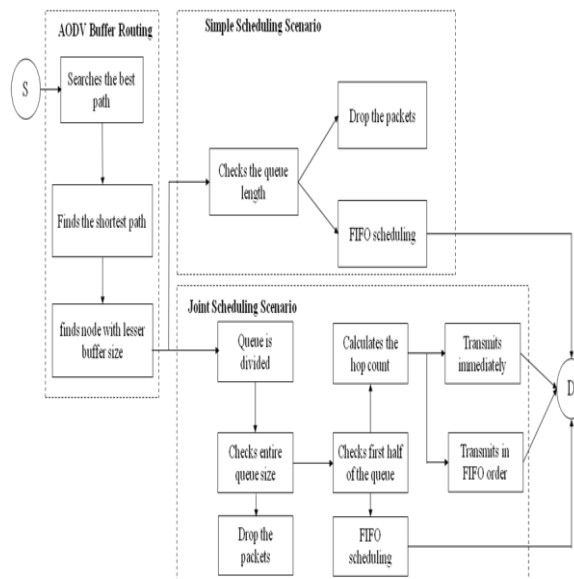 AODV Buffer Routing
S
Searches the best
path
Finds the shortest path
finds node with lesser
buffer size
Simple Scheduling Scenario
Checks the queue
length
Drop the packets
FIFO scheduling
Joint Scheduling Scenario
Queue is
divided
Checks entire
queue size
Drop the
packets
Calculates the
hop count
Checks first half
of the queue
FIFO
scheduling
Transmits
immediately
Transmits in
FIFO order
D